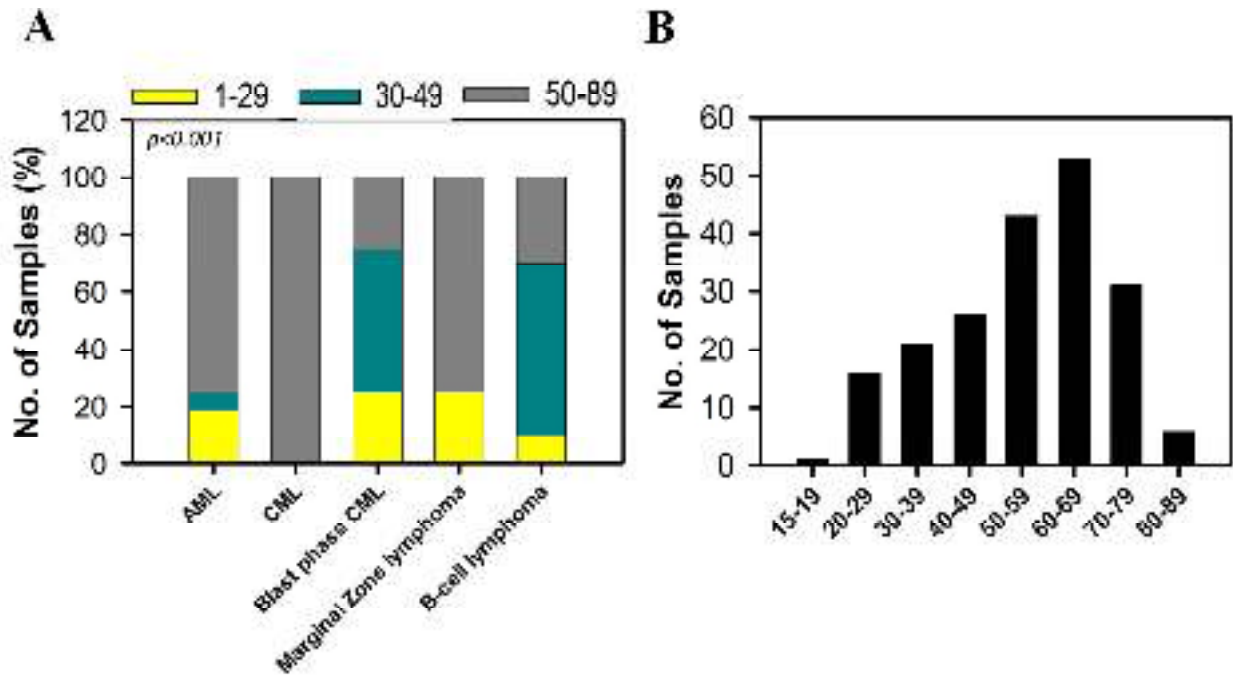 A
1-29 30-49 50-89
No. of Samples (%)
120
100
80
60
40
20
0
p<0.001
AML
CML
Blast phase CML
Marginal Zone lymphoma
B-cell lymphoma
B
No. of Samples
60
50
40
30
20
10
0
15-19
20-29
30-39
40-49
50-59
60-69
70-79
80-89